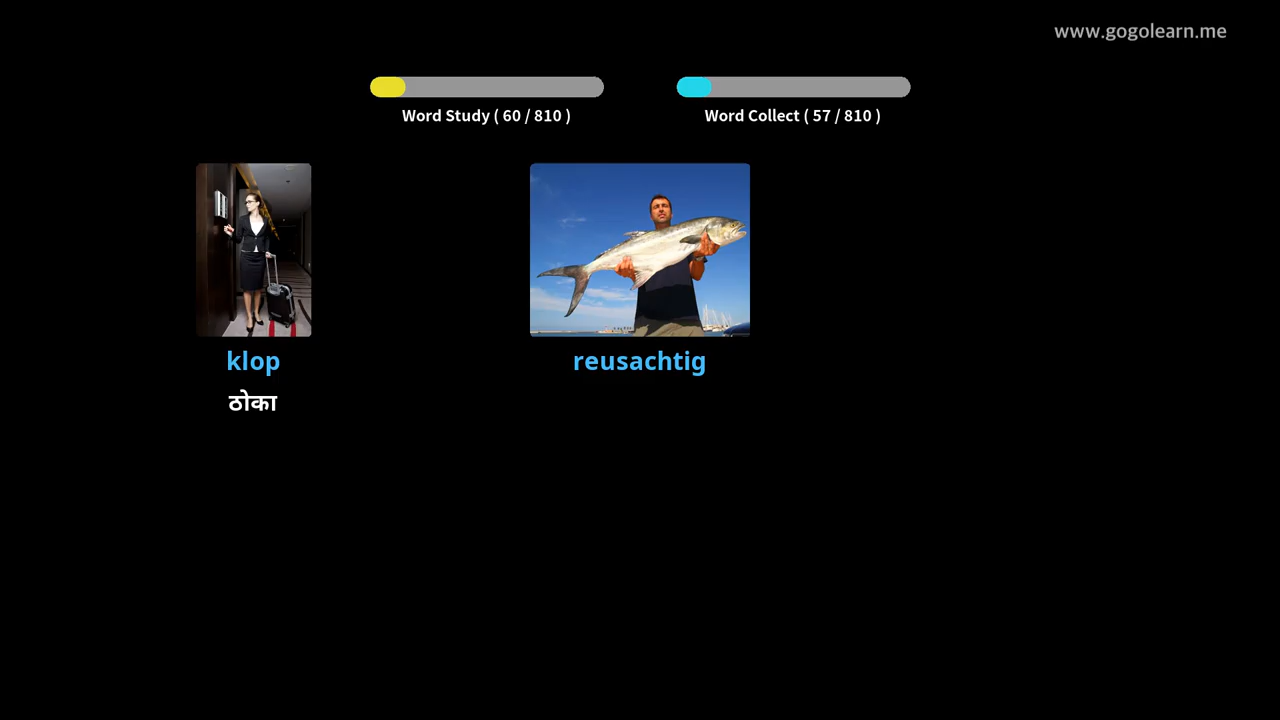 www.gogolearn.me
Word Study ( 60 / 810 )
Word Collect ( 57 / 810 )
klop
reusachtig
ठोका